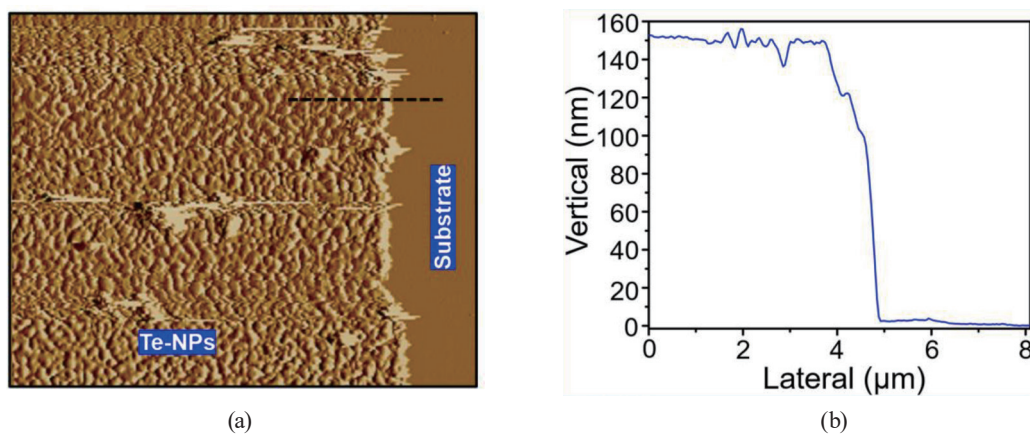 Te-NPs
Substrate
(a)
Vertical (nm)
160
140
120
100
80
60
40
20
0
0 2 4 6 8
Lateral (μm)
(b)